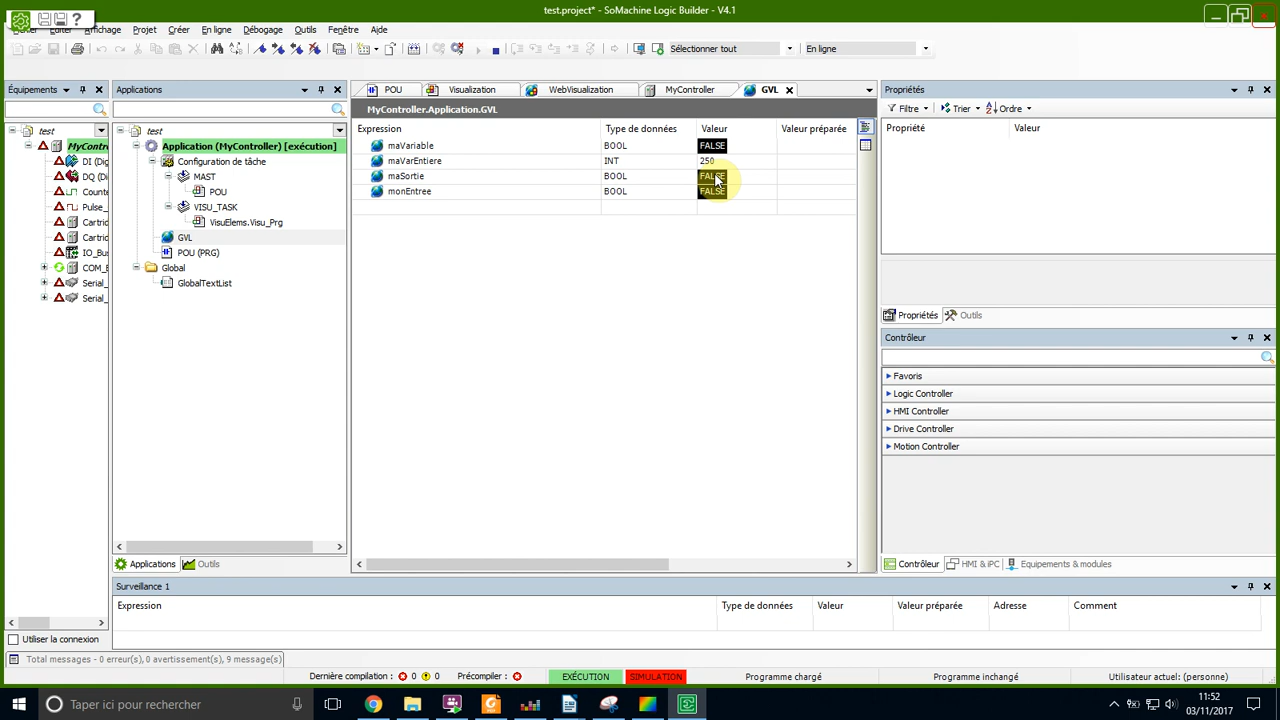 test.project* - SoMachine Logic Builder - V4.1
Affichage Projet Créer En ligne Débogage Outils Fenêtre Aide
Sélectionner tout En ligne
Équipements
Applications
POU Visualization WebVisualization MyController GVL
Propriétés
MyController.Application.GVL
Filtre Trier Ordre
Expression Type de données Valeur Valeur préparée
Propriété Valeur
test
test
maVariable BOOL FALSE
MyContr
Application (MyController) [exécution]
maVarEntiere INT 250
DI (Dig
Configuration de tâche
maSortie BOOL FALSE
DQ (Dig
MAST
monEntree BOOL FALSE
Counte
POU
Pulse_
VISU_TASK
Cartrid
VisuElems.Visu_Prg
Cartrid
GVL
IO_Bus
POU (PRG)
COM_B
Global
Serial_
GlobalTextList
Serial_
Propriétés Outils
Contrôleur
Favoris
Logic Controller
HMI Controller
Drive Controller
Motion Controller
Applications Outils
Contrôleur HMI & iPC Equipements & modules
Surveillance 1
Expression Type de données Valeur Valeur préparée Adresse Comment
Utiliser la connexion
Total messages - 0 erreur(s), 0 avertissement(s), 9 message(s)
Dernière compilation : 0 0 Précompiler : EXÉCUTION SIMULATION Programme chargé Programme inchangé Utilisateur actuel: (personne)
Taper ici pour rechercher
11:52
03/11/2017